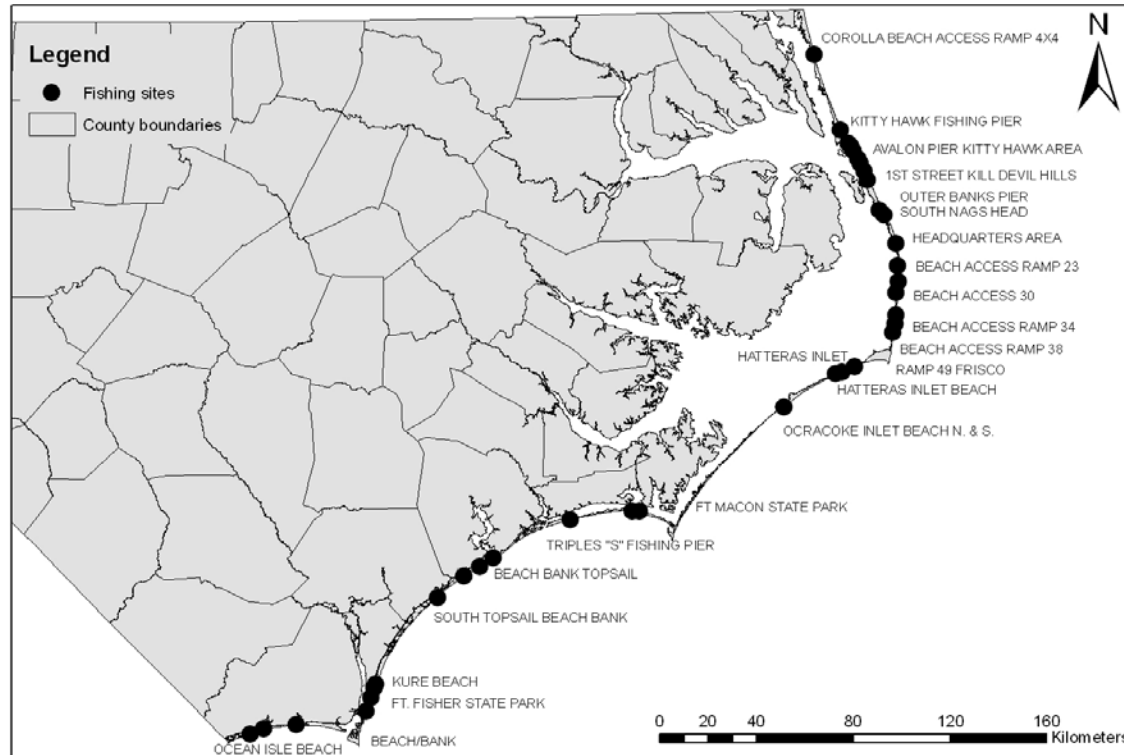 Legend
Fishing sites
County boundaries
N
COROLLA BEACH ACCESS RAMP 4X4
KITTY HAWK FISHING PIER
AVALON PIER KITTY HAWK AREA
1ST STREET KILL DEVIL HILLS
OUTER BANKS PIER
SOUTH NAGS HEAD
HEADQUARTERS AREA
BEACH ACCESS RAMP 23
BEACH ACCESS 30
BEACH ACCESS RAMP 34
BEACH ACCESS RAMP 38
HATTERAS INLET
RAMP 49 FRISCO
HATTERAS INLET BEACH
OCRACOKE INLET BEACH N. & S.
FT MACON STATE PARK
TRIPLES "S" FISHING PIER
BEACH BANK TOPSAIL
SOUTH TOPSAIL BEACH BANK
KURE BEACH
FT. FISHER STATE PARK
BEACH/BANK
OCEAN ISLE BEACH
0 20 40 80 120 160
Kilometers